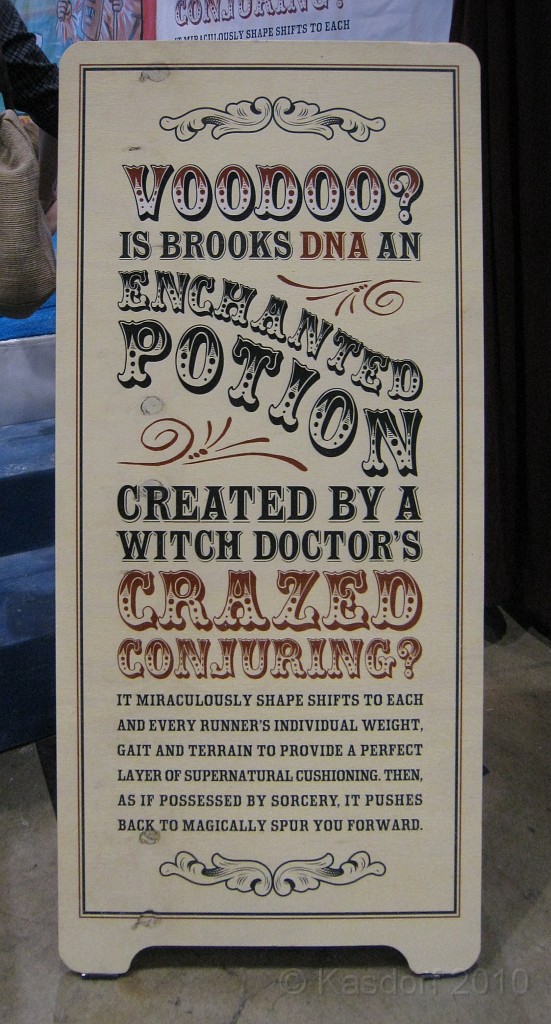 CONJURING?
IT MIRACULOUSLY SHAPE SHIFTS TO EACH
VOODOO?
IS BROOKS DNA AN
ENCHANTED
POTION
CREATED BY A
WITCH DOCTOR'S
CRAZED
CONJURING?
IT MIRACULOUSLY SHAPE SHIFTS TO EACH
AND EVERY RUNNER'S INDIVIDUAL WEIGHT,
GAIT AND TERRAIN TO PROVIDE A PERFECT
LAYER OF SUPERNATURAL CUSHIONING. THEN,
AS IF POSSESSED BY SORCERY, IT PUSHES
BACK TO MAGICALLY SPUR YOU FORWARD.
© Kasdorf 2010